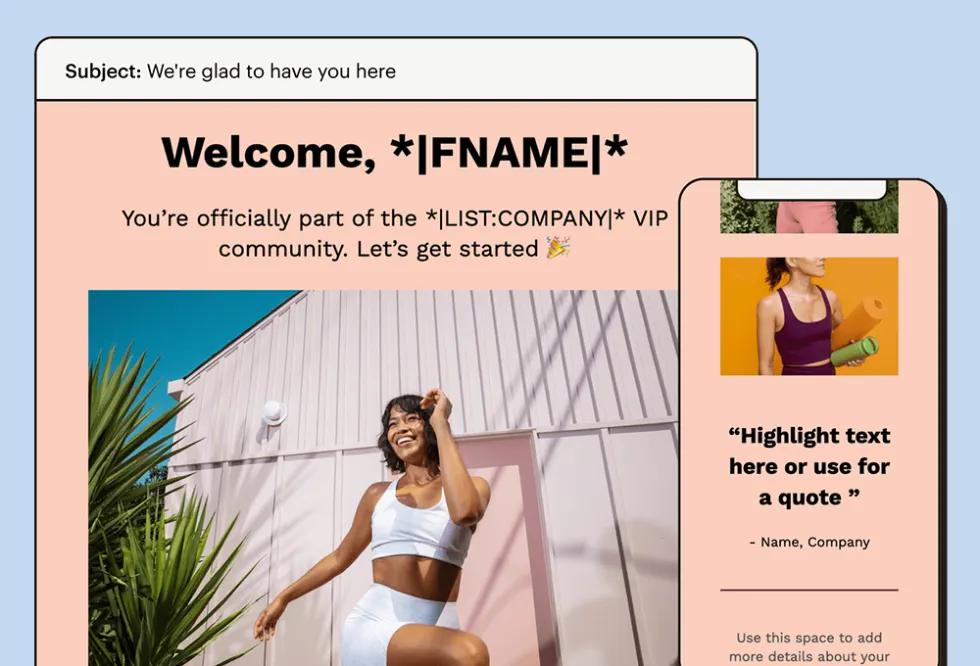 Subject: We're glad to have you here
Welcome, *|FNAME|*
You’re officially part of the *|LIST:COMPANY|* VIP
community. Let’s get started 🎉
“Highlight text
here or use for
a quote ”
- Name, Company
Use this space to add
more details about your